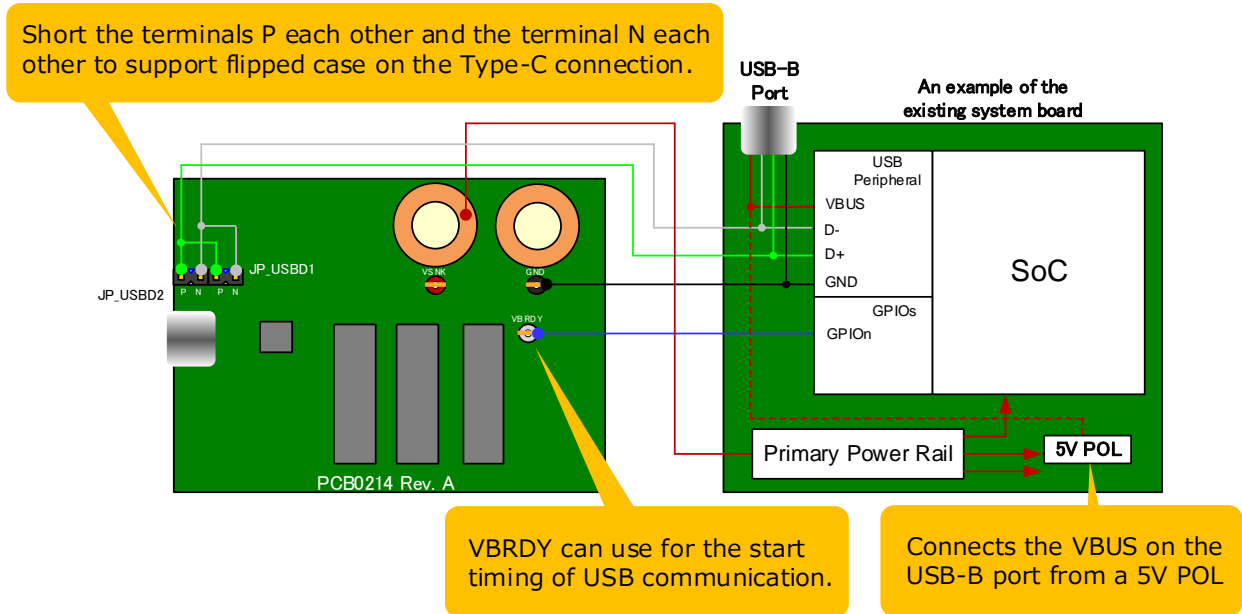 Short the terminals P each other and the terminal N each
other to support flipped case on the Type-C connection.
USB-B
Port
An example of the
existing system board
USB
Peripheral
VBUS
D-
D+
GND
SoC
GPIOs
GPIOn
JP_USBD1
JP_USBD2
P N P N
VSNK
GND
VBRDY
Primary Power Rail
5V POL
PCB0214 Rev. A
VBRDY can use for the start
timing of USB communication.
Connects the VBUS on the
USB-B port from a 5V POL